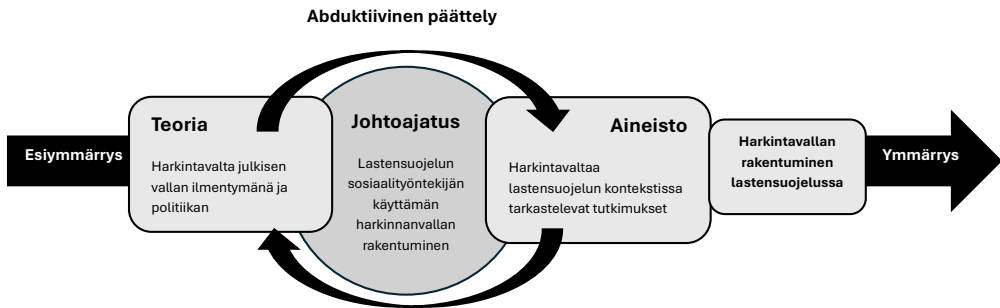 Abduktiivinen päättely
Esiymmärrys
Teoria
Harkintavalta julkisen
vallan ilmentymänä ja
politiikan
Johtoajatus
Lastensuojelun
sosiaalityöntekijän
käyttämän
harkinnanvallan
rakentuminen
Aineisto
Harkintavaltaa
lastensuojelun kontekstissa
tarkastelevat tutkimukset
Harkintavallan
rakentuminen
lastensuojelussa
Ymmärrys